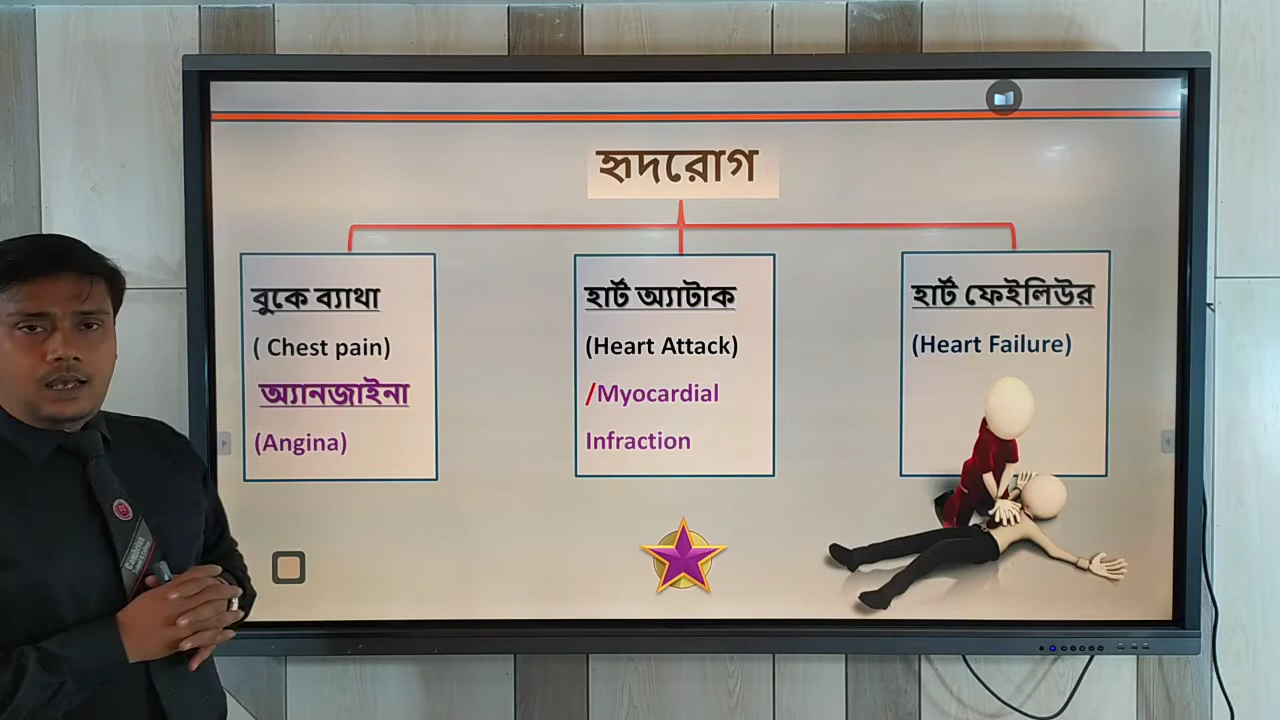 হৃদরোগ
বুকে ব্যাথা
( Chest pain)
অ্যানজাইনা
(Angina)
হার্ট অ্যাটাক
(Heart Attack)
/Myocardial
Infraction
হার্ট ফেইলিউর
(Heart Failure)